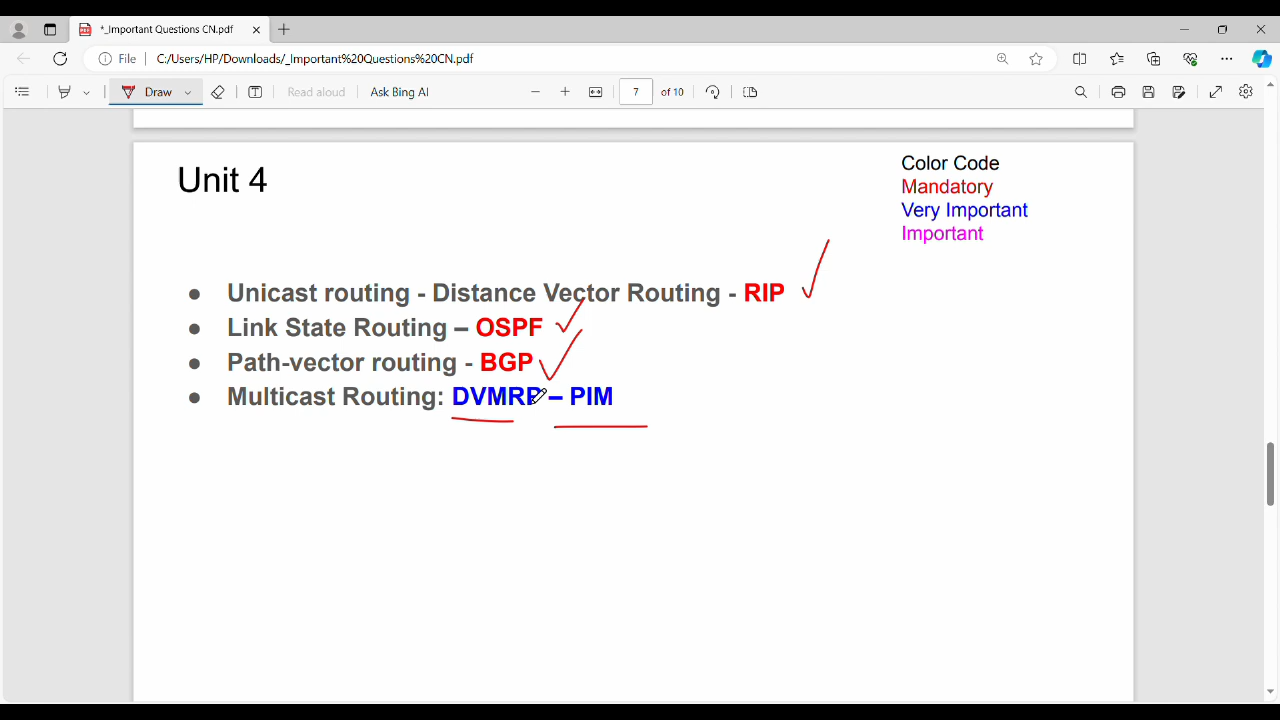 *_Important Questions CN.pdf
File
C:/Users/HP/Downloads/_Important%20Questions%20CN.pdf
Draw
Read aloud
Ask Bing AI
7
of 10
Unit 4
Color Code
Mandatory
Very Important
Important
● Unicast routing - Distance Vector Routing - RIP
● Link State Routing – OSPF
● Path-vector routing - BGP
● Multicast Routing: DVMRP – PIM